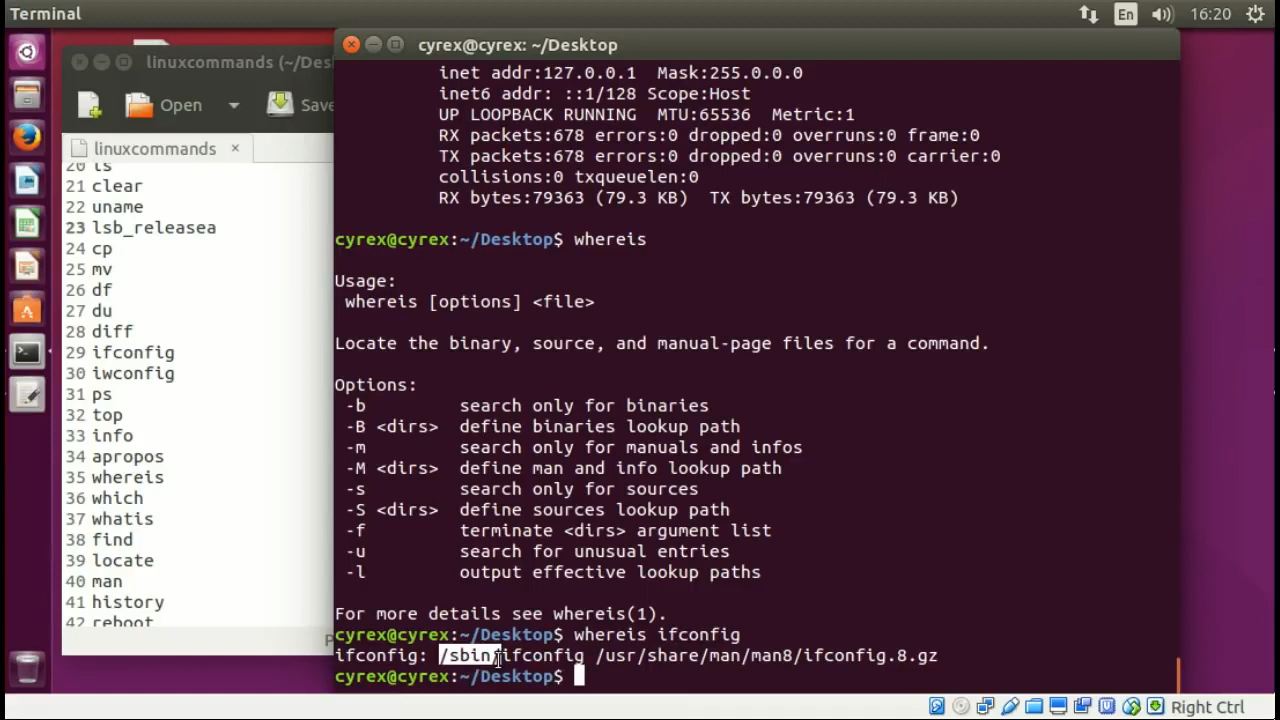 Terminal
En
16:20
linuxcommands (~/Des
Open
Save
linuxcommands ×
20 ls
21 clear
22 uname
23 lsb_releasea
24 cp
25 mv
26 df
27 du
28 diff
29 ifconfig
30 iwconfig
31 ps
32 top
33 info
34 apropos
35 whereis
36 which
37 whatis
38 find
39 locate
40 man
41 history
42 reboot
P
cyrex@cyrex: ~/Desktop
inet addr:127.0.0.1  Mask:255.0.0.0
inet6 addr: ::1/128 Scope:Host
UP LOOPBACK RUNNING  MTU:65536  Metric:1
RX packets:678 errors:0 dropped:0 overruns:0 frame:0
TX packets:678 errors:0 dropped:0 overruns:0 carrier:0
collisions:0 txqueuelen:0
RX bytes:79363 (79.3 KB)  TX bytes:79363 (79.3 KB)
cyrex@cyrex:~/Desktop$ whereis
Usage:
whereis [options] <file>
Locate the binary, source, and manual-page files for a command.
Options:
-b         search only for binaries
-B <dirs>  define binaries lookup path
-m         search only for manuals and infos
-M <dirs>  define man and info lookup path
-s         search only for sources
-S <dirs>  define sources lookup path
-f         terminate <dirs> argument list
-u         search for unusual entries
-l         output effective lookup paths
For more details see whereis(1).
cyrex@cyrex:~/Desktop$ whereis ifconfig
ifconfig: /sbin/ifconfig /usr/share/man/man8/ifconfig.8.gz
cyrex@cyrex:~/Desktop$
Right Ctrl